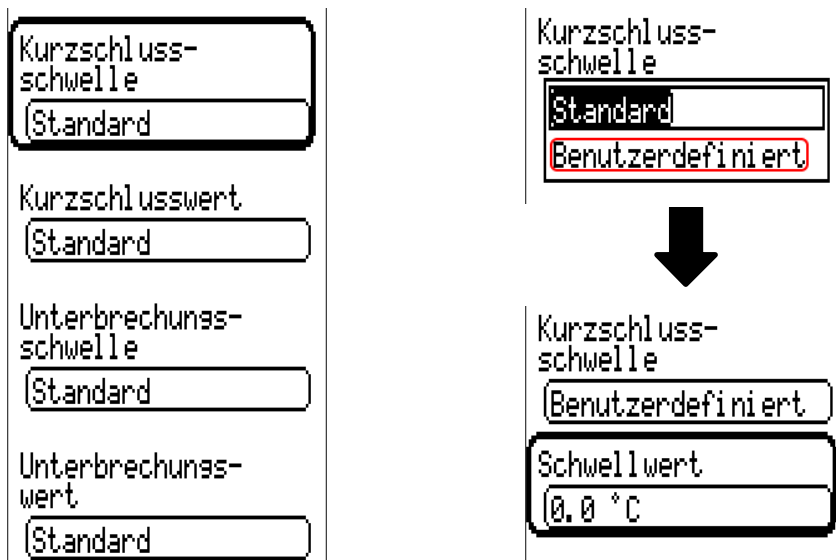 Kurzschluss-
schwelle
Standard
Kurzschlusswert
Standard
Unterbrechungs-
schwelle
Standard
Unterbrechungs-
wert
Standard
Kurzschluss-
schwelle
Standard
Benutzerdefiniert
Kurzschluss-
schwelle
Benutzerdefiniert
Schwellwert
0.0 °C